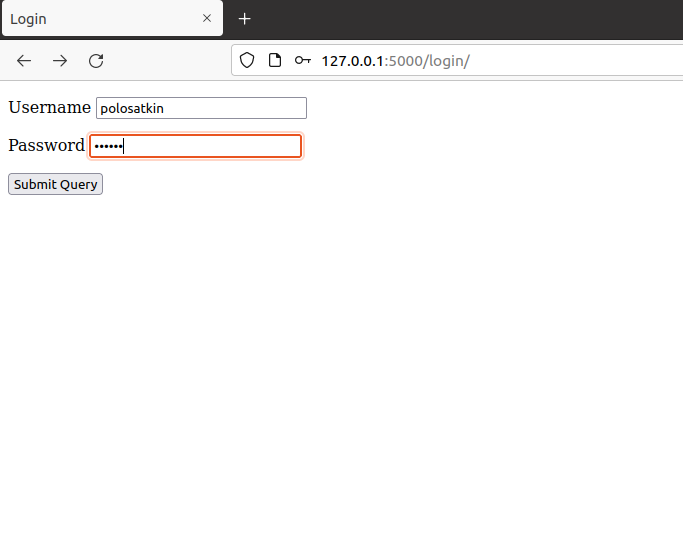 Login
127.0.0.1:5000/login/
Username polosatkin
Password ••••••
Submit Query